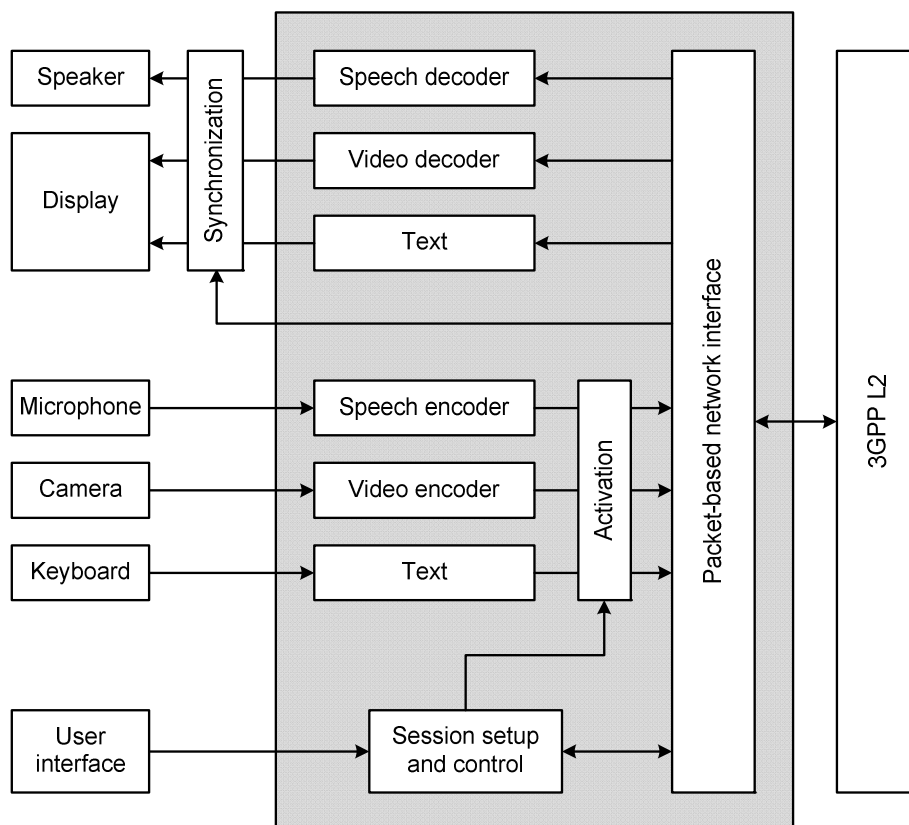 Speaker
Display
Synchronization
Speech decoder
Video decoder
Text
Microphone
Camera
Keyboard
Speech encoder
Video encoder
Text
Activation
User
interface
Session setup
and control
Packet-based network interface
3GPP L2